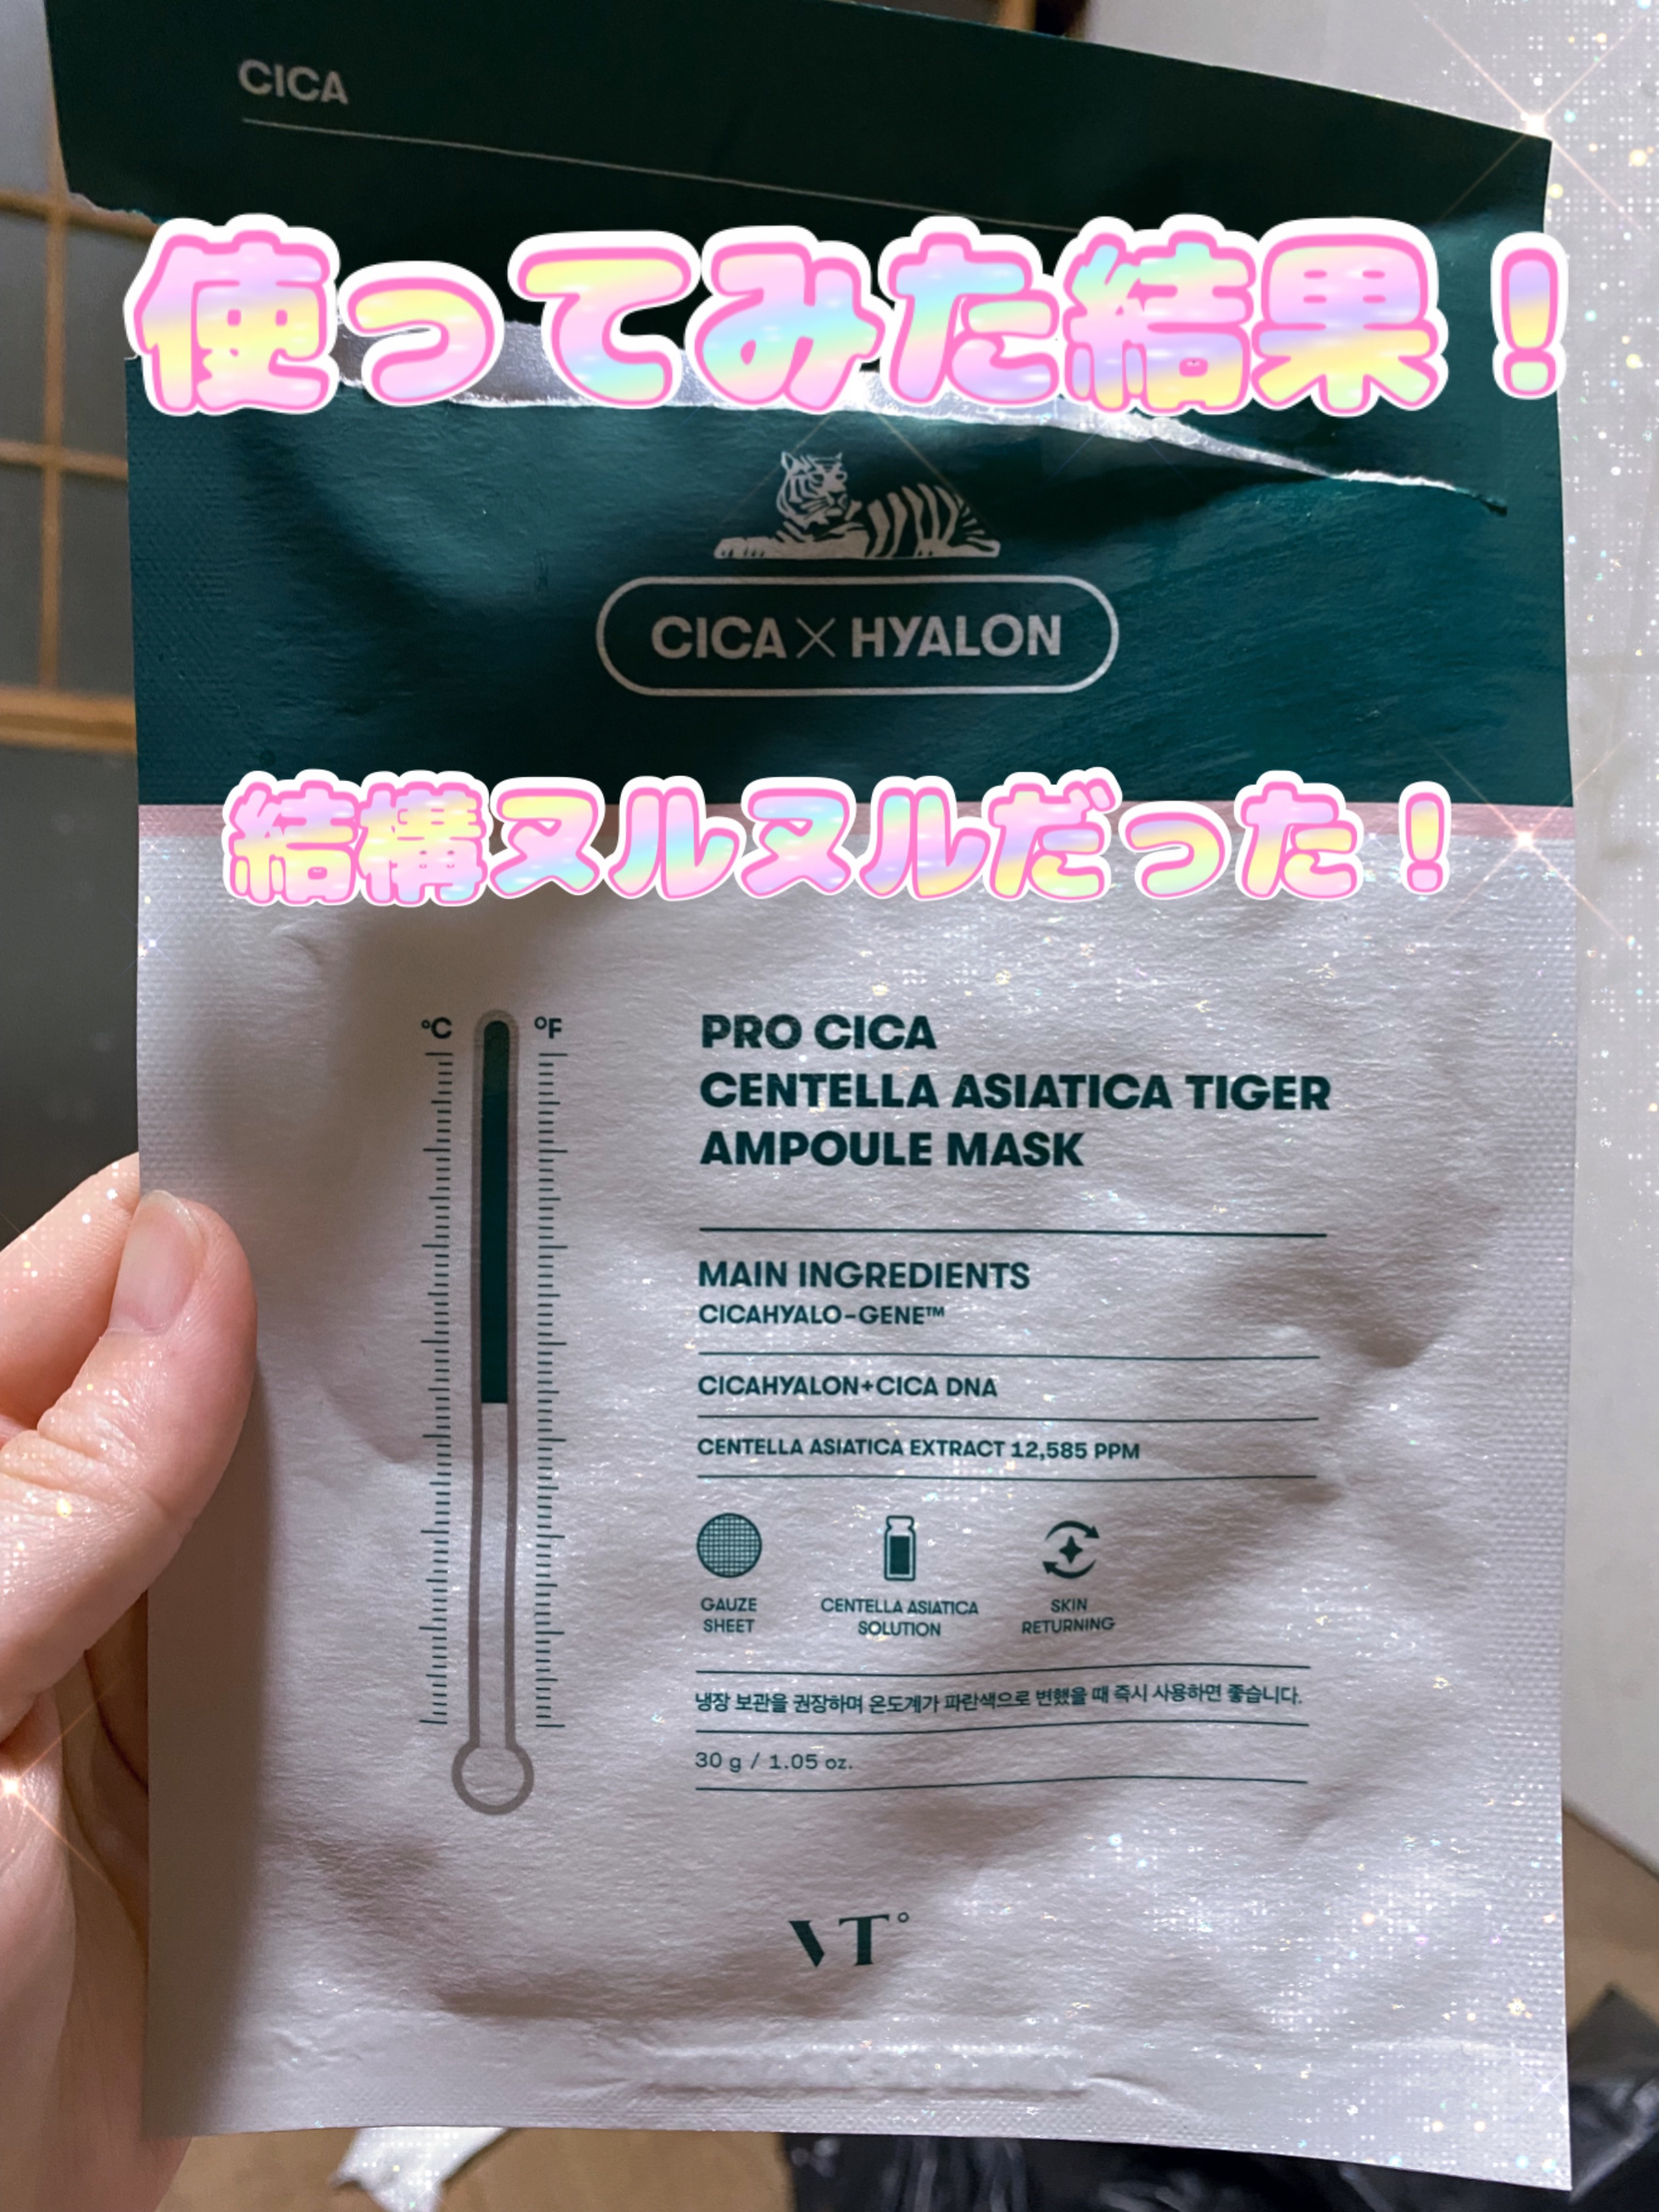 CICA
使ってみた結果！
CICA×HYALON
結構ヌルヌルだった！
°C °F
PRO CICA
CENTELLA ASIATICA TIGER
AMPOULE MASK
MAIN INGREDIENTS
CICAHYALO-GENE™
CICAHYALON+CICA DNA
CENTELLA ASIATICA EXTRACT 12,585 PPM
GAUZE
SHEET
CENTELLA ASIATICA
SOLUTION
SKIN
RETURNING
냉장 보관을 권장하며 온도계가 파란색으로 변했을 때 즉시 사용하면 좋습니다.
30 g / 1.05 oz.
VT°